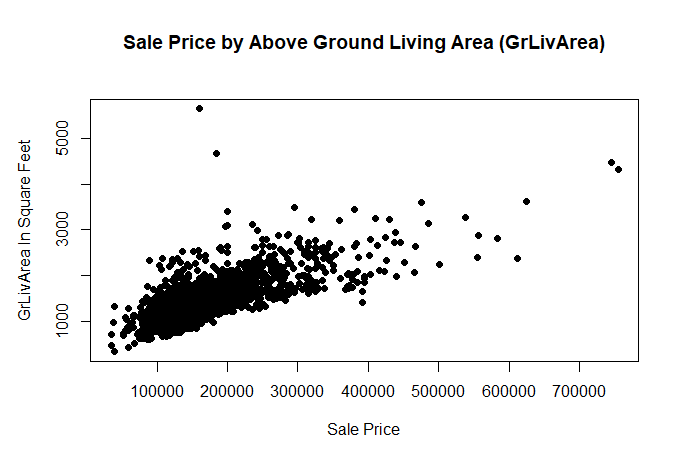 Sale Price by Above Ground Living Area (GrLivArea)
GrLivArea In Square Feet
5000
3000
1000
100000 200000 300000 400000 500000 600000 700000
Sale Price